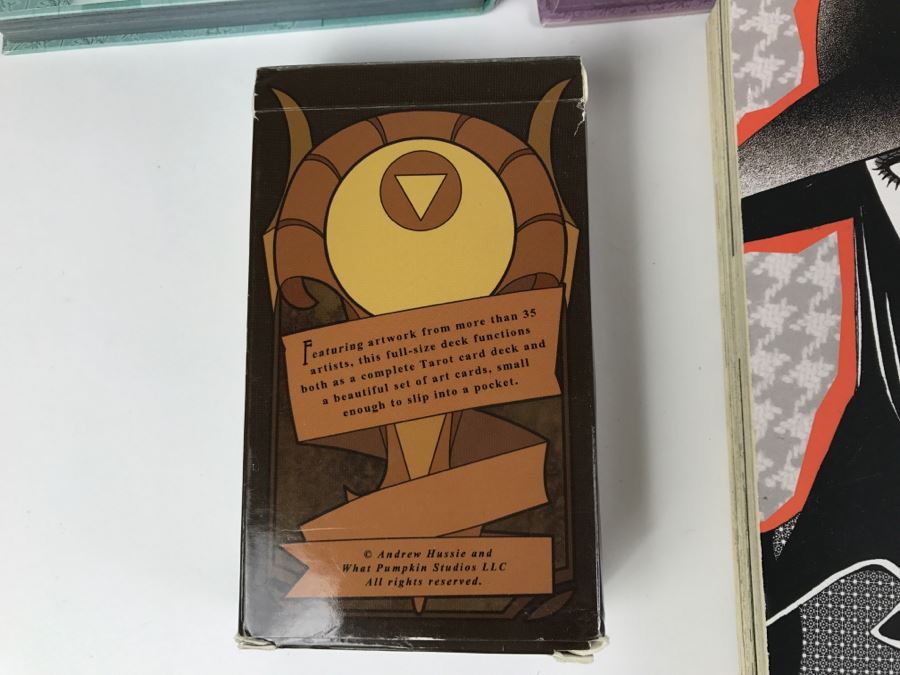 Featuring artwork from more than 35
artists, this full-size deck functions
both as a complete Tarot card deck and
a beautiful set of art cards, small
enough to slip into a pocket.
© Andrew Hussie and
What Pumpkin Studios LLC
All rights reserved.